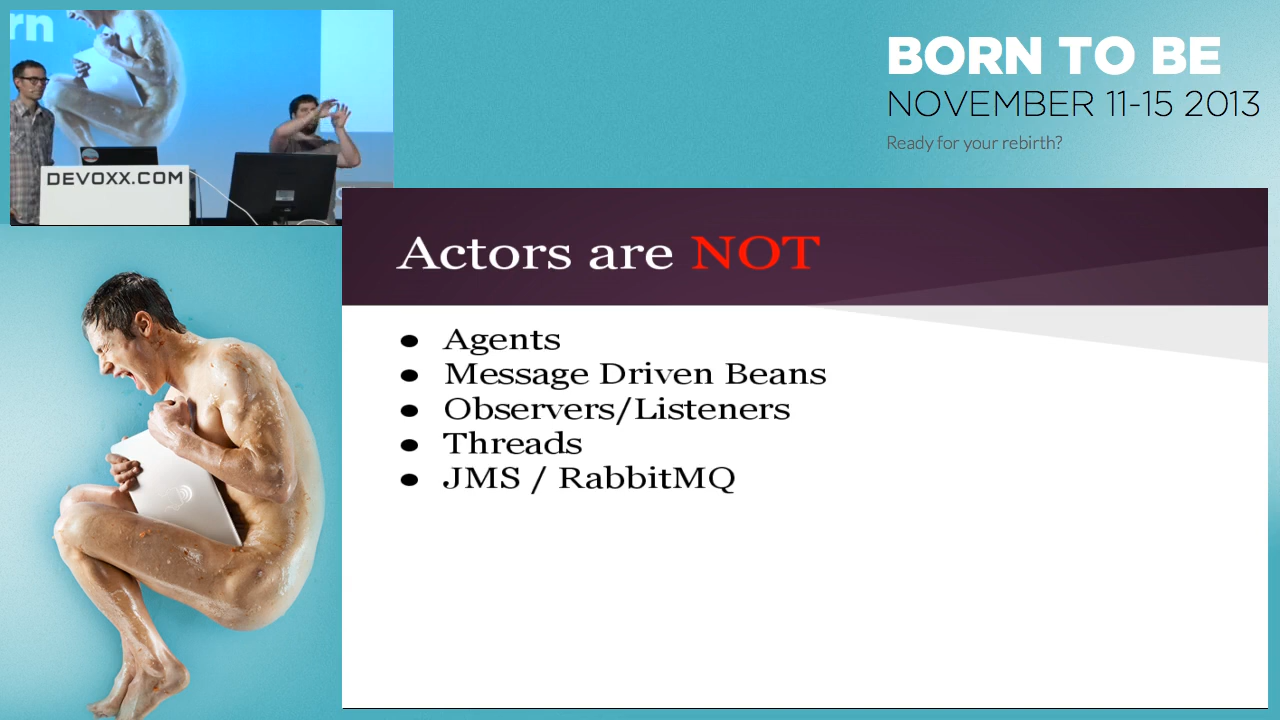 rn
DEVOXX.COM
BORN TO BE
NOVEMBER 11-15 2013
Ready for your rebirth?
Actors are NOT
● Agents
● Message Driven Beans
● Observers/Listeners
● Threads
● JMS / RabbitMQ